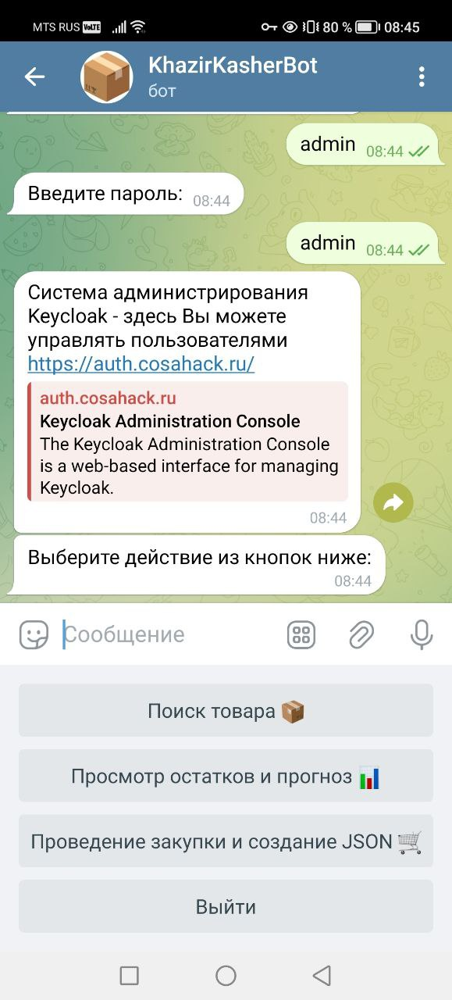 MTS RUS VoLTE 80 % 08:45
KhazirKasherBot
бот
admin 08:44
Введите пароль: 08:44
admin 08:44
Система администрирования
Keycloak - здесь Вы можете
управлять пользователями
https://auth.cosahack.ru/
auth.cosahack.ru
Keycloak Administration Console
The Keycloak Administration Console
is a web-based interface for managing
Keycloak.
08:44
Выберите действие из кнопок ниже:
08:44
Сообщение
Поиск товара
Просмотр остатков и прогноз
Проведение закупки и создание JSON
Выйти